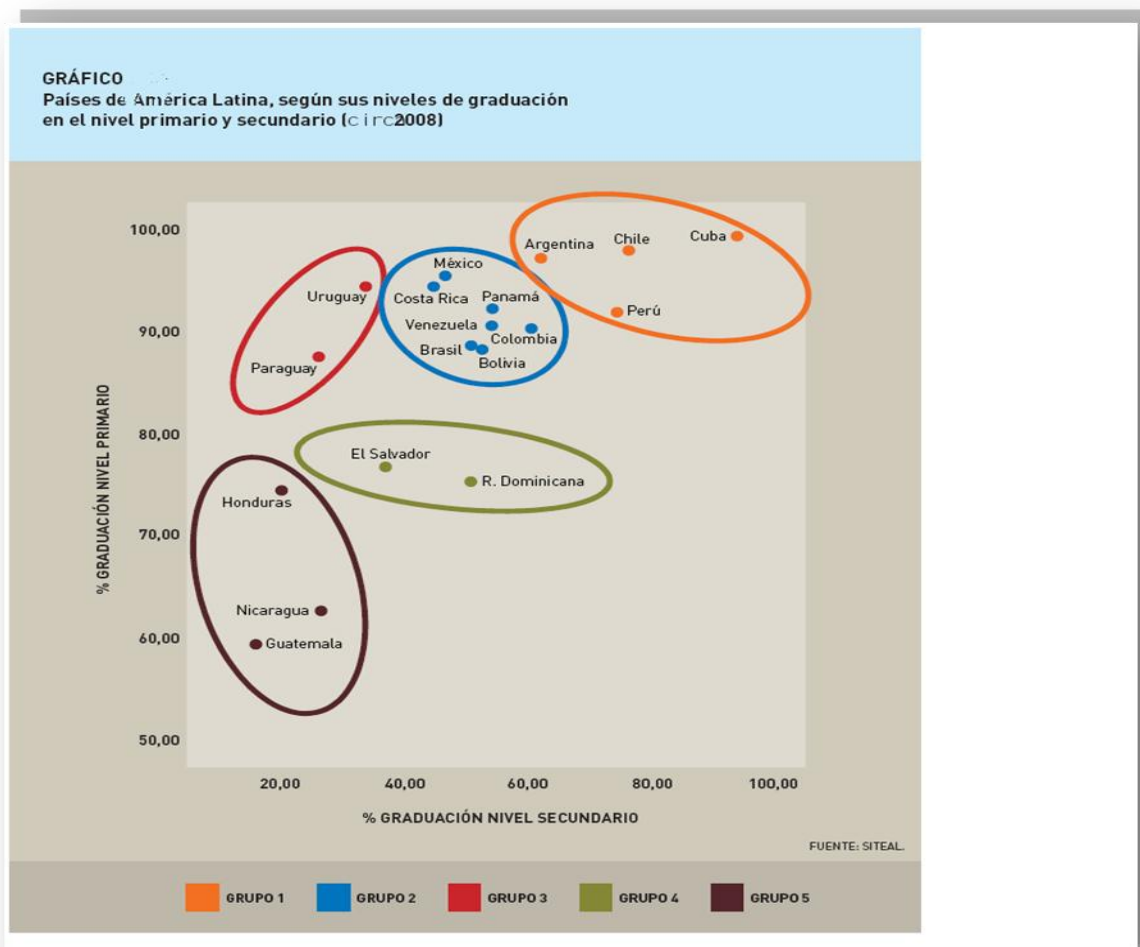 GRÁFICO
Países de América Latina, según sus niveles de graduación
en el nivel primario y secundario (circa2008)
100,00
90,00
80,00
70,00
60,00
50,00
% GRADUACIÓN NIVEL PRIMARIO
Argentina
Chile
Cuba
Perú
México
Costa Rica
Panamá
Venezuela
Colombia
Brasil
Bolivia
Uruguay
Paraguay
El Salvador
R. Dominicana
Honduras
Nicaragua
Guatemala
20,00 40,00 60,00 80,00 100,00
% GRADUACIÓN NIVEL SECUNDARIO
FUENTE: SITEAL.
GRUPO 1 GRUPO 2 GRUPO 3 GRUPO 4 GRUPO 5